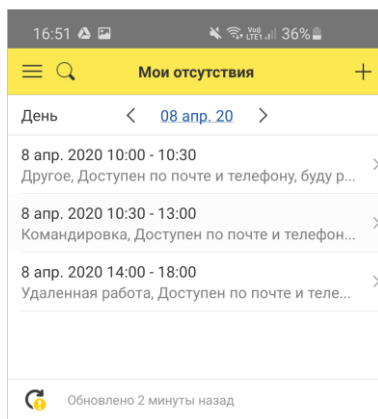 16:51 Vo) LTE1 36%
Мои отсутствия
День 08 апр. 20
8 апр. 2020 10:00 - 10:30
Другое, Доступен по почте и телефону, буду р...
8 апр. 2020 10:30 - 13:00
Командировка, Доступен по почте и телефон...
8 апр. 2020 14:00 - 18:00
Удаленная работа, Доступен по почте и теле...
Обновлено 2 минуты назад